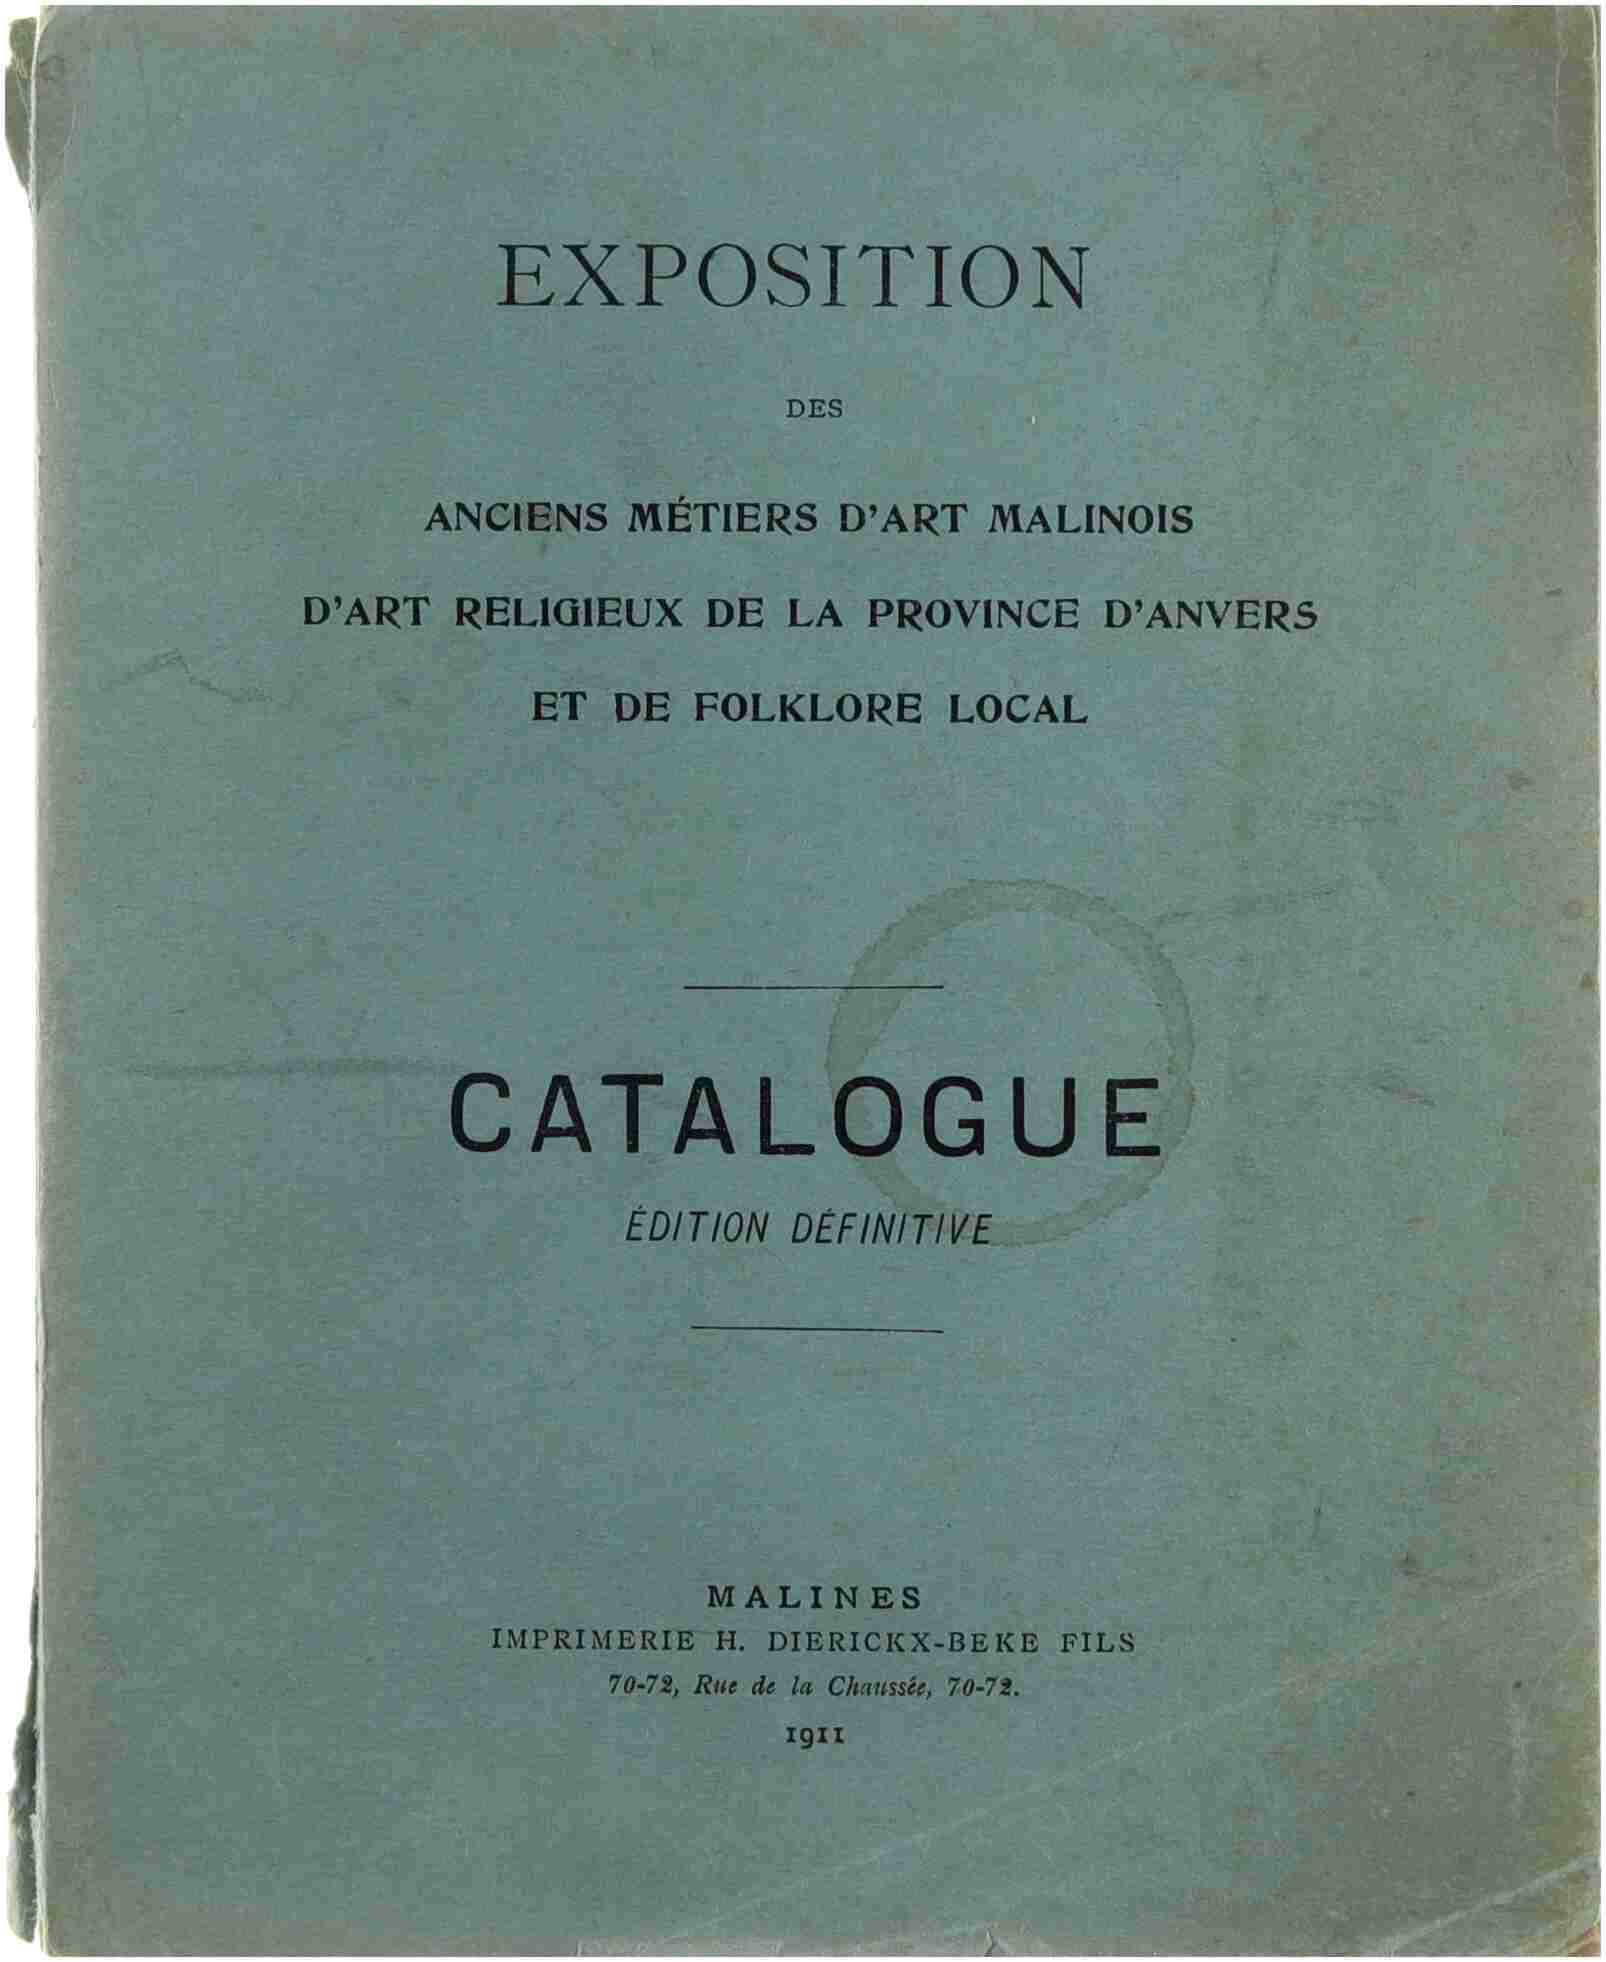 EXPOSITION
DES
ANCIENS MÉTIERS D'ART MALINOIS
D'ART RELIGIEUX DE LA PROVINCE D'ANVERS
ET DE FOLKLORE LOCAL
CATALOGUE
ÉDITION DÉFINITIVE
MALINES
IMPRIMERIE H. DIERICKX-BEKE FILS
70-72, Rue de la Chaussée, 70-72.
1911